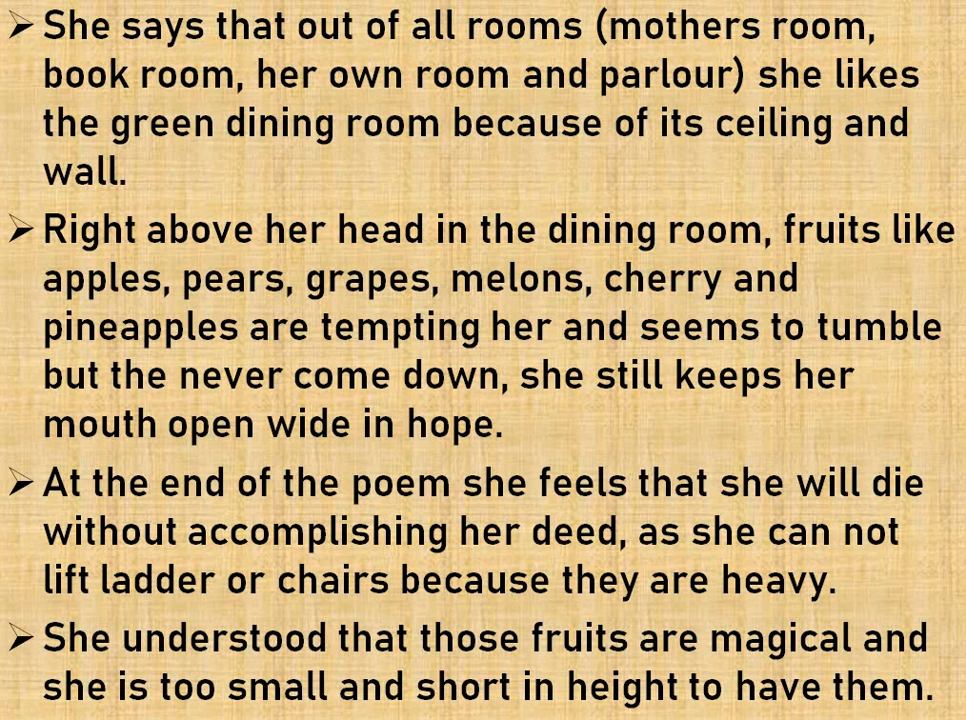 ➢ She says that out of all rooms (mothers room,
book room, her own room and parlour) she likes
the green dining room because of its ceiling and
wall.
➢ Right above her head in the dining room, fruits like
apples, pears, grapes, melons, cherry and
pineapples are tempting her and seems to tumble
but the never come down, she still keeps her
mouth open wide in hope.
➢ At the end of the poem she feels that she will die
without accomplishing her deed, as she can not
lift ladder or chairs because they are heavy.
➢ She understood that those fruits are magical and
she is too small and short in height to have them.